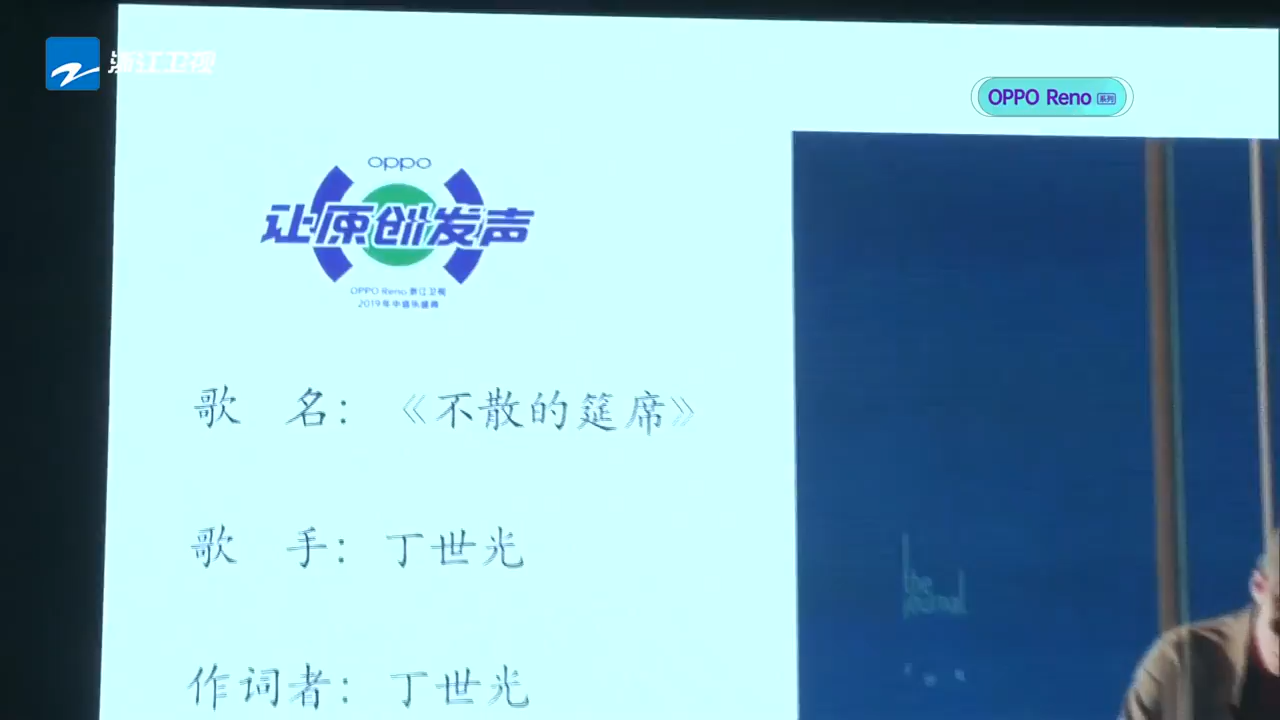 浙江卫视
OPPO Reno 系列
oppo
让原创发声
OPPO Reno 浙江卫视
2019年中音乐盛典
歌 名：《不散的筵席》
歌 手：丁世光
作词者：丁世光
the